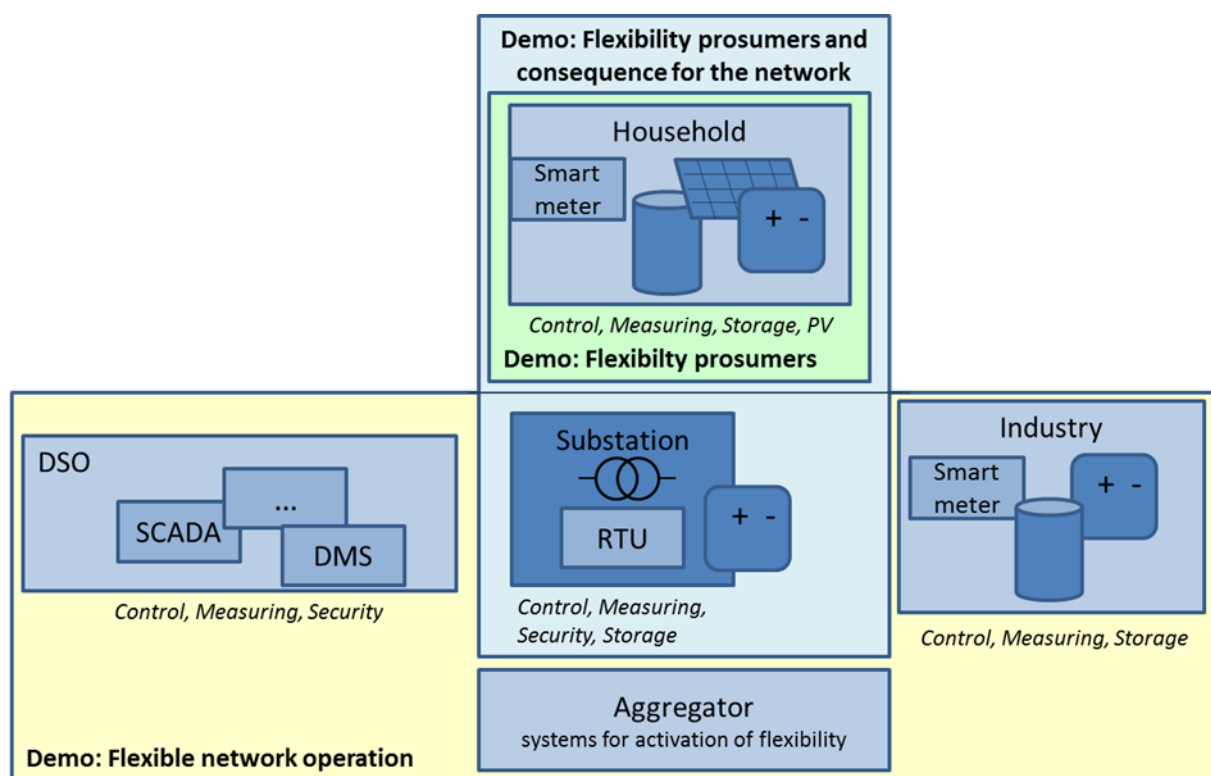 Demo: Flexibility prosumers and
consequence for the network
Household
Smart
meter
+ -
Control, Measuring, Storage, PV
Demo: Flexibilty prosumers
DSO
SCADA
...
DMS
Control, Measuring, Security
Substation
RTU
+ -
Control, Measuring,
Security, Storage
Industry
Smart
meter
+ -
Control, Measuring, Storage
Aggregator
systems for activation of flexibility
Demo: Flexible network operation